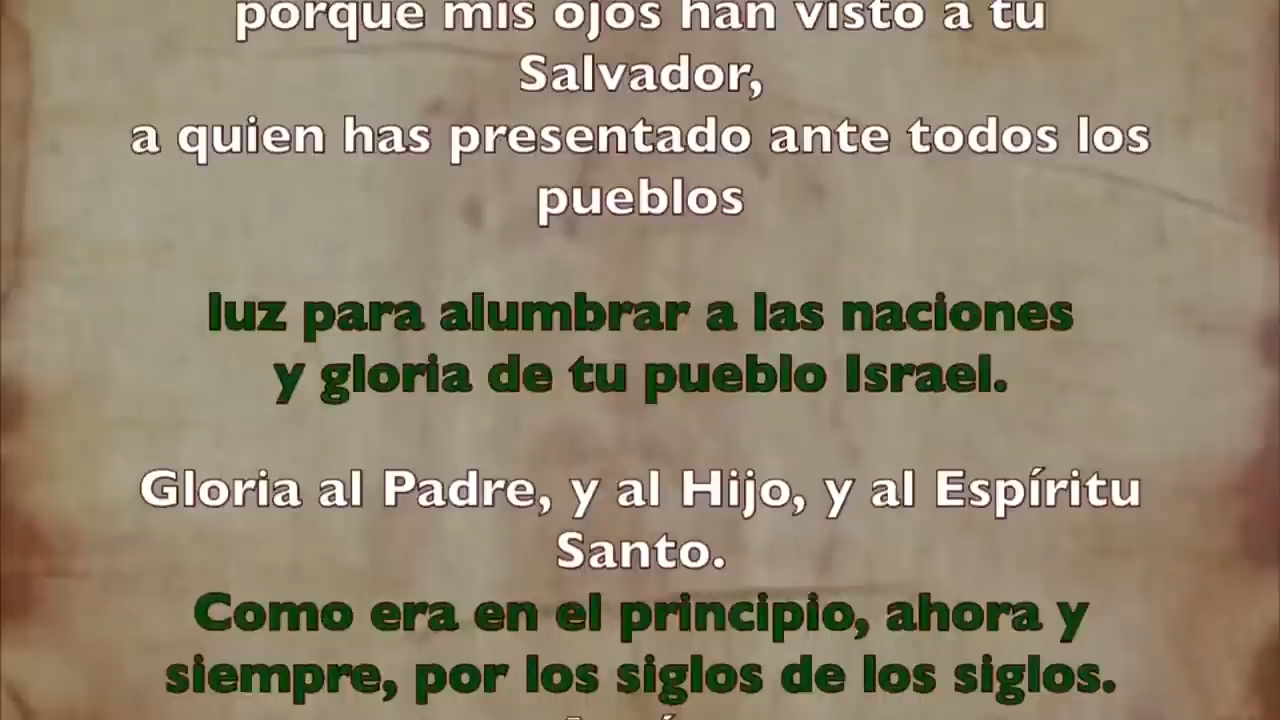 porque mis ojos han visto a tu
Salvador,
a quien has presentado ante todos los
pueblos
luz para alumbrar a las naciones
y gloria de tu pueblo Israel.
Gloria al Padre, y al Hijo, y al Espíritu
Santo.
Como era en el principio, ahora y
siempre, por los siglos de los siglos.